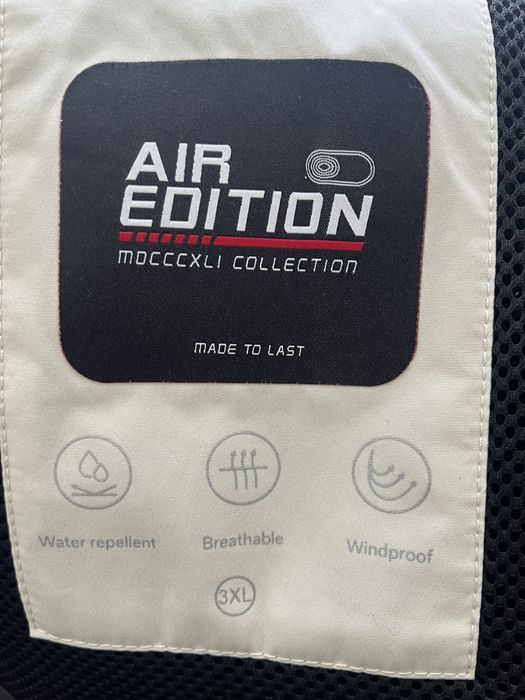 AIR
EDITION
MDCCCXLI COLLECTION
MADE TO LAST
Water repellent
Breathable
Windproof
3XL